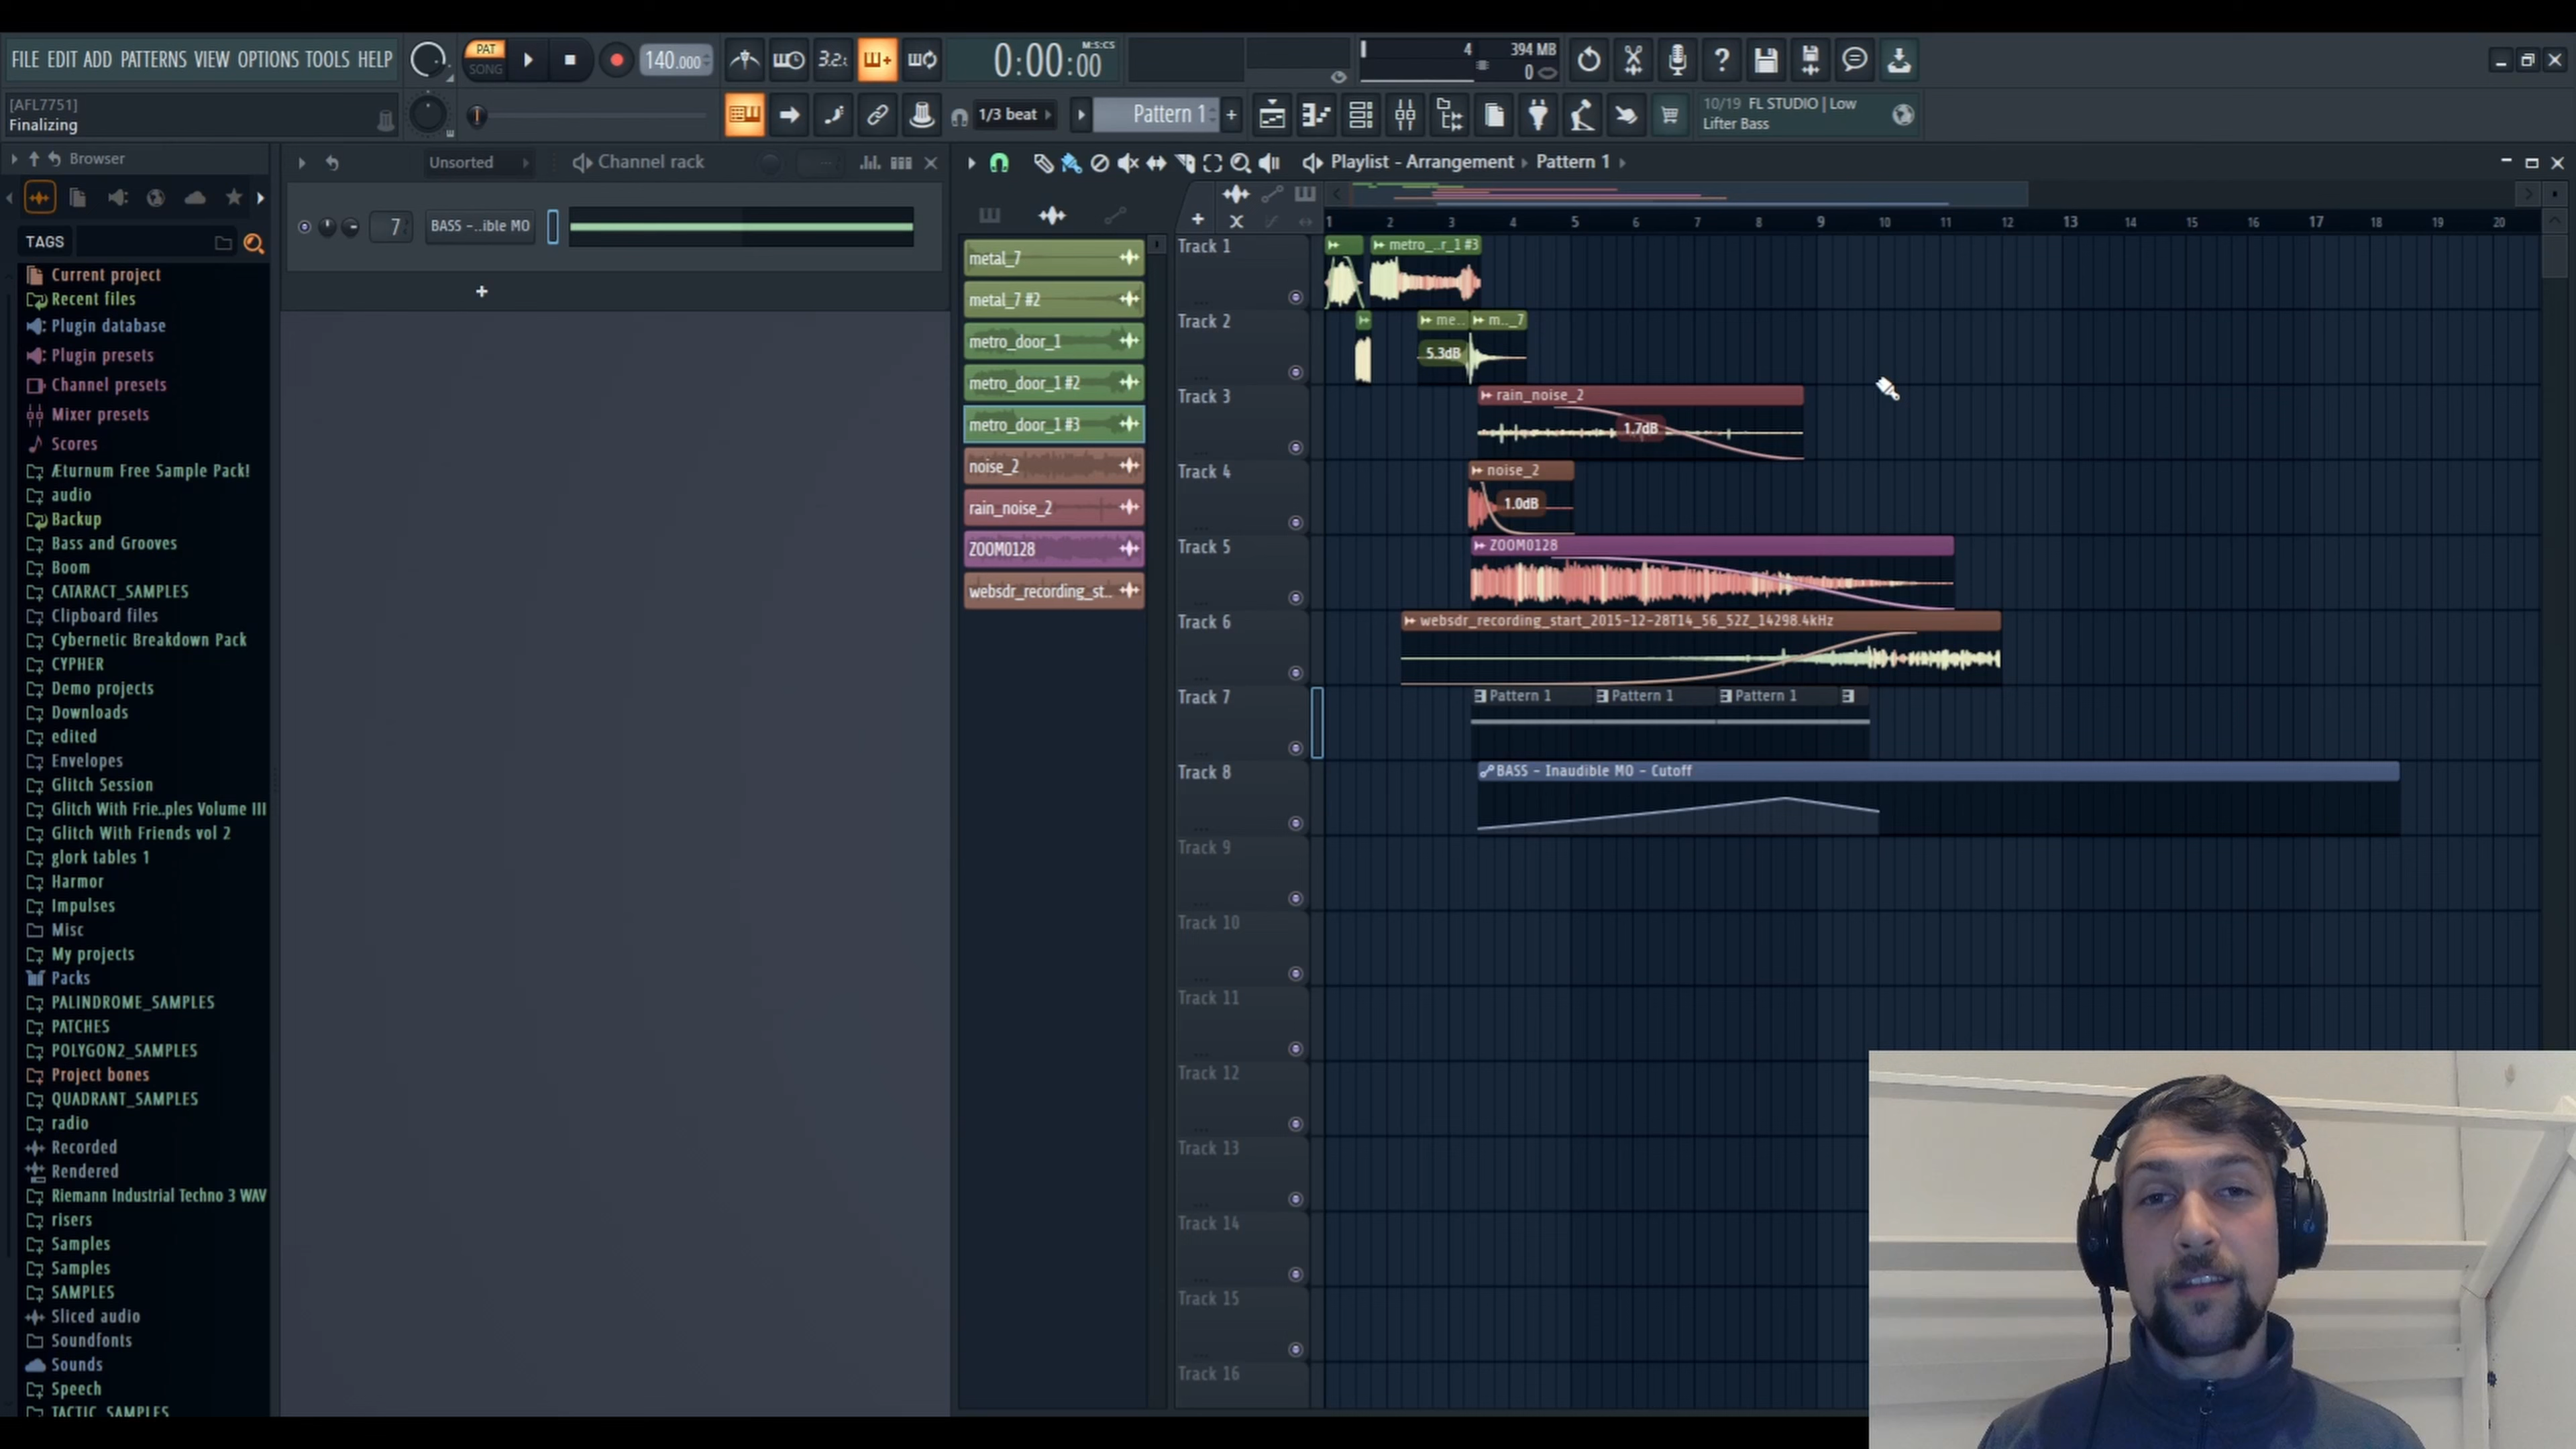 FILE EDIT ADD PATTERNS VIEW OPTIONS TOOLS HELP
PAT
SONG
140.000
3.2.
0:00:00
M:S:CS
4
394 MB
0
[AFL7751]
Finalizing
1/3 beat
Pattern 1
10/19 FL STUDIO | Low
Lifter Bass
Browser
Unsorted
Channel rack
Playlist - Arrangement
Pattern 1
TAGS
7
BASS -..ible MO
Current project
Recent files
Plugin database
Plugin presets
Channel presets
Mixer presets
Scores
Æturnum Free Sample Pack!
audio
Backup
Bass and Grooves
Boom
CATARACT_SAMPLES
Clipboard files
Cybernetic Breakdown Pack
CYPHER
Demo projects
Downloads
edited
Envelopes
Glitch Session
Glitch With Frie..ples Volume III
Glitch With Friends vol 2
glork tables 1
Harmor
Impulses
Misc
My projects
Packs
PALINDROME_SAMPLES
PATCHES
POLYGON2_SAMPLES
Project bones
QUADRANT_SAMPLES
radio
Recorded
Rendered
Riemann Industrial Techno 3 WAV
risers
Samples
Samples
SAMPLES
Sliced audio
Soundfonts
Sounds
Speech
TACTIC_SAMPLES
metal_7
metal_7 #2
metro_door_1
metro_door_1 #2
metro_door_1 #3
noise_2
rain_noise_2
ZOOM0128
websdr_recording_st..
1 2 3 4 5 6 7 8 9 10 11 12 13 14 15 16 17 18 19 20
Track 1
metro_..r_1 #3
Track 2
me..
m.._7
5.3dB
Track 3
rain_noise_2
1.7dB
Track 4
noise_2
1.0dB
Track 5
ZOOM0128
Track 6
websdr_recording_start_2015-12-28T14_56_52Z_14298.4kHz
Track 7
Pattern 1
Pattern 1
Pattern 1
Track 8
BASS - Inaudible MO - Cutoff
Track 9
Track 10
Track 11
Track 12
Track 13
Track 14
Track 15
Track 16